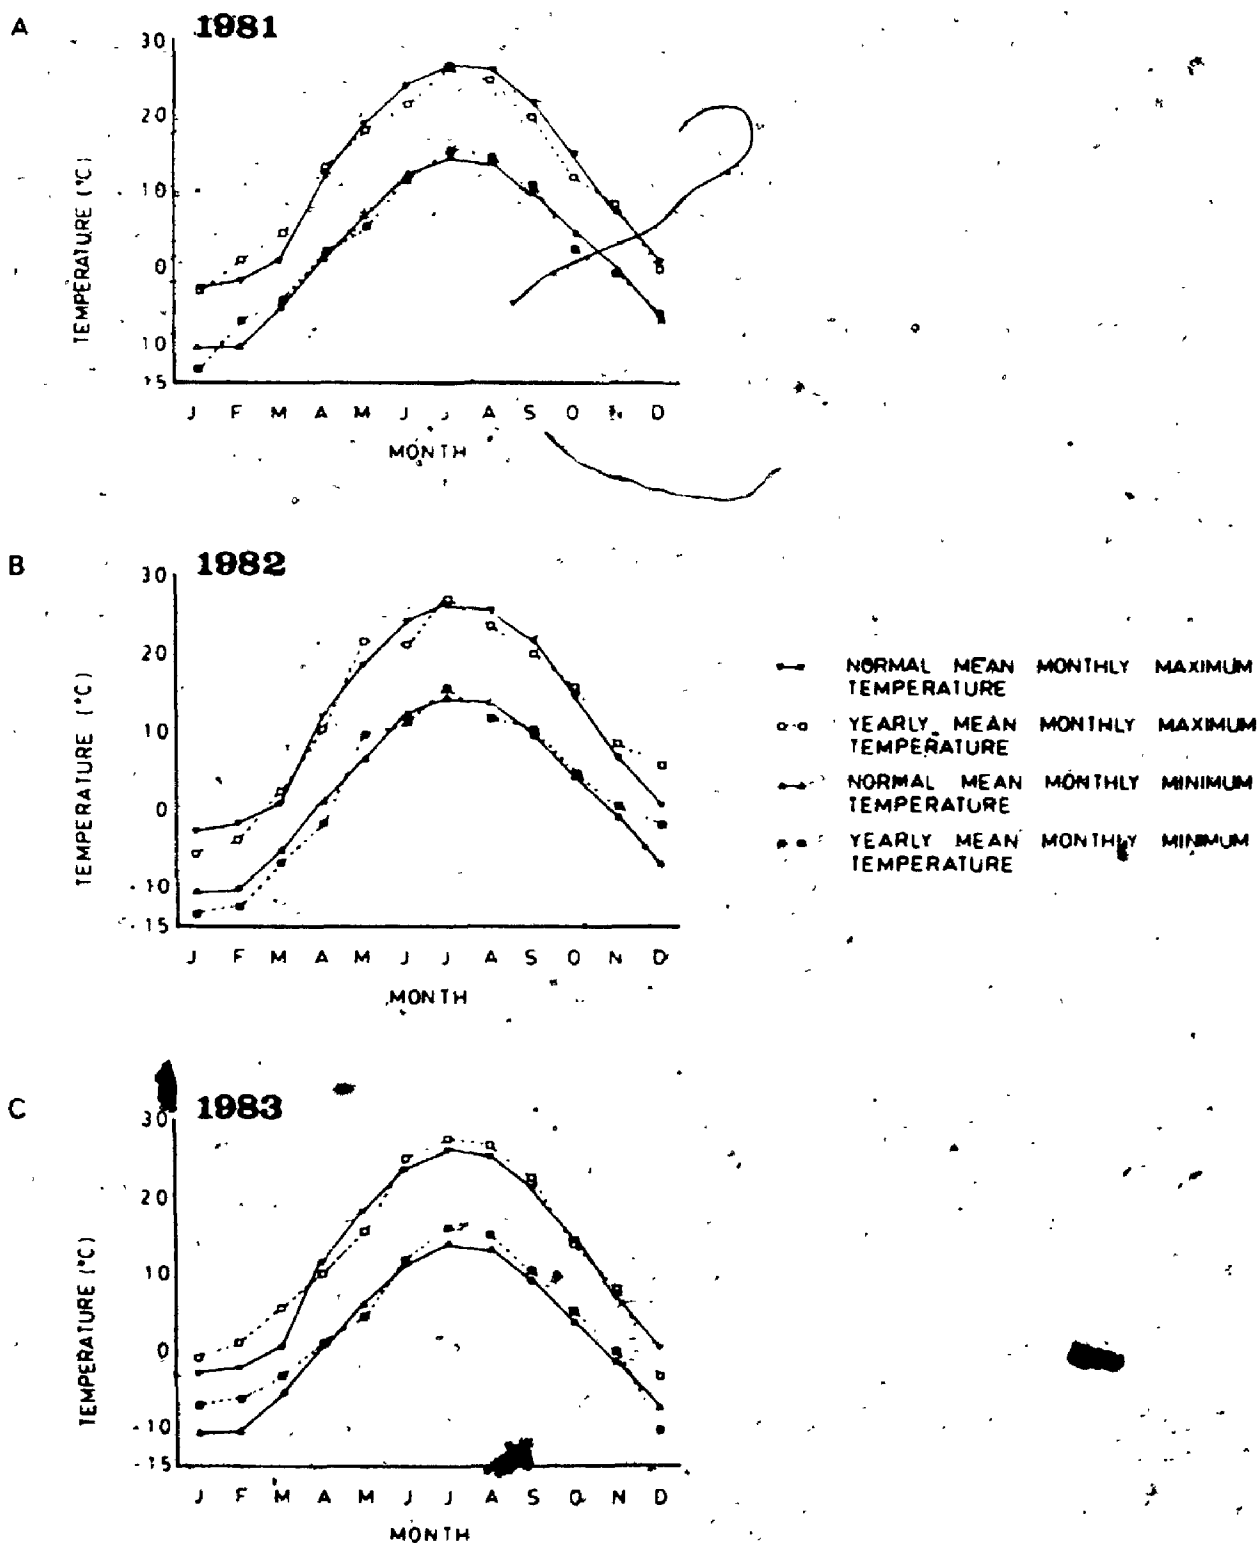 A
1981
30
20
10
0
10
15
TEMPERATURE (°C)
J F M A M J J A S O N D
MONTH
B
1982
30
20
10
0
-10
-15
TEMPERATURE (°C)
J F M A M J J A S O N D
MONTH
NORMAL MEAN MONTHLY MAXIMUM
TEMPERATURE
YEARLY MEAN MONTHLY MAXIMUM
TEMPERATURE
NORMAL MEAN MONTHLY MINIMUM
TEMPERATURE
YEARLY MEAN MONTHLY MINIMUM
TEMPERATURE
C
1983
30
20
10
0
-10
-15
TEMPERATURE (°C)
J F M A M J J A S O N D
MONTH